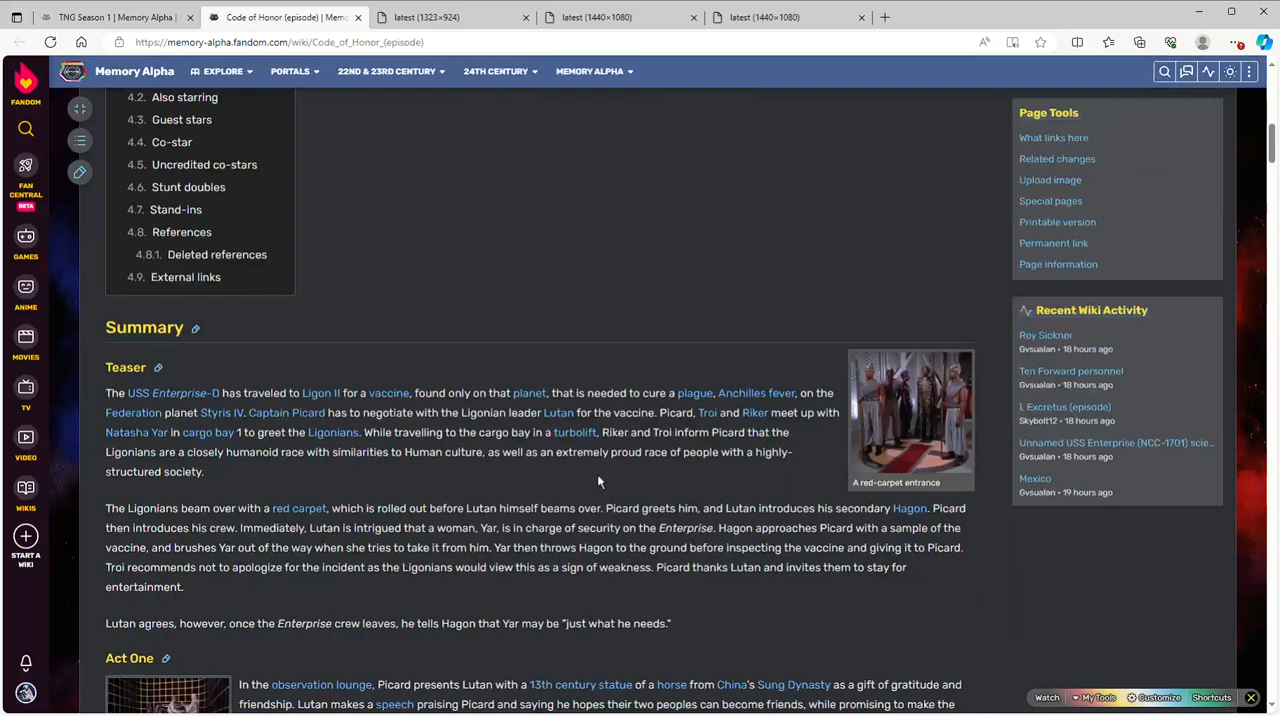 TNG Season 1 | Memory Alpha |
Code of Honor (episode) | Memo
latest (1323×924)
latest (1440×1080)
latest (1440×1080)
https://memory-alpha.fandom.com/wiki/Code_of_Honor_(episode)
Memory Alpha
EXPLORE
PORTALS
22ND & 23RD CENTURY
24TH CENTURY
MEMORY ALPHA
FANDOM
FAN CENTRAL
BETA
GAMES
ANIME
MOVIES
TV
VIDEO
WIKIS
START A WIKI
4.2. Also starring
4.3. Guest stars
4.4. Co-star
4.5. Uncredited co-stars
4.6. Stunt doubles
4.7. Stand-ins
4.8. References
4.8.1. Deleted references
4.9. External links
Summary
Teaser
The USS Enterprise-D has traveled to Ligon II for a vaccine, found only on that planet, that is needed to cure a plague, Anchilles fever, on the
Federation planet Styris IV. Captain Picard has to negotiate with the Ligonian leader Lutan for the vaccine. Picard, Troi and Riker meet up with
Natasha Yar in cargo bay 1 to greet the Ligonians. While travelling to the cargo bay in a turbolift, Riker and Troi inform Picard that the
Ligonians are a closely humanoid race with similarities to Human culture, as well as an extremely proud race of people with a highly-
structured society.
A red-carpet entrance
The Ligonians beam over with a red carpet, which is rolled out before Lutan himself beams over. Picard greets him, and Lutan introduces his secondary Hagon. Picard
then introduces his crew. Immediately, Lutan is intrigued that a woman, Yar, is in charge of security on the Enterprise. Hagon approaches Picard with a sample of the
vaccine, and brushes Yar out of the way when she tries to take it from him. Yar then throws Hagon to the ground before inspecting the vaccine and giving it to Picard.
Troi recommends not to apologize for the incident as the Ligonians would view this as a sign of weakness. Picard thanks Lutan and invites them to stay for
entertainment.
Lutan agrees, however, once the Enterprise crew leaves, he tells Hagon that Yar may be "just what he needs."
Act One
In the observation lounge, Picard presents Lutan with a 13th century statue of a horse from China's Sung Dynasty as a gift of gratitude and
friendship. Lutan makes a speech praising Picard and saying he hopes their two peoples can become friends, while promising to make the
Page Tools
What links here
Related changes
Upload image
Special pages
Printable version
Permanent link
Page information
Recent Wiki Activity
Roy Sickner
Gvsualan • 18 hours ago
Ten Forward personnel
Gvsualan • 18 hours ago
I, Excretus (episode)
Skybolt12 • 18 hours ago
Unnamed USS Enterprise (NCC-1701) scie...
Gvsualan • 18 hours ago
Mexico
Gvsualan • 19 hours ago
Watch
My Tools
Customize
Shortcuts